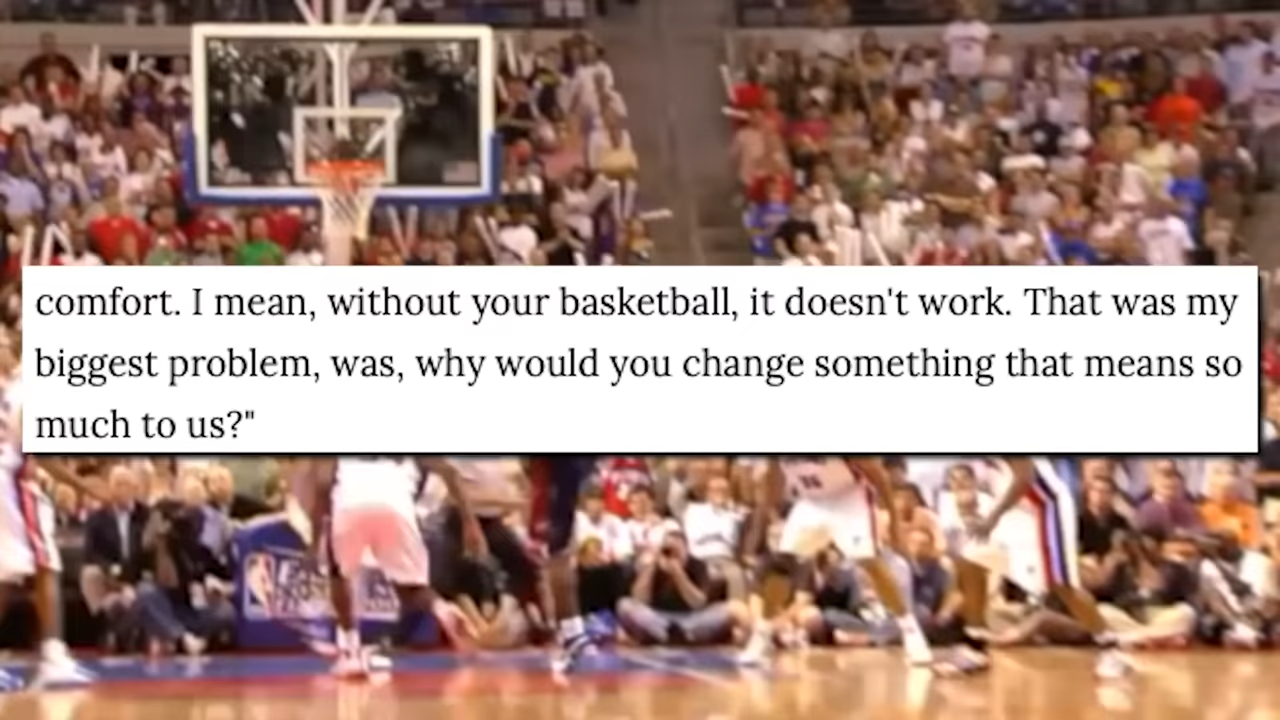 comfort. I mean, without your basketball, it doesn't work. That was my
biggest problem, was, why would you change something that means so
much to us?"